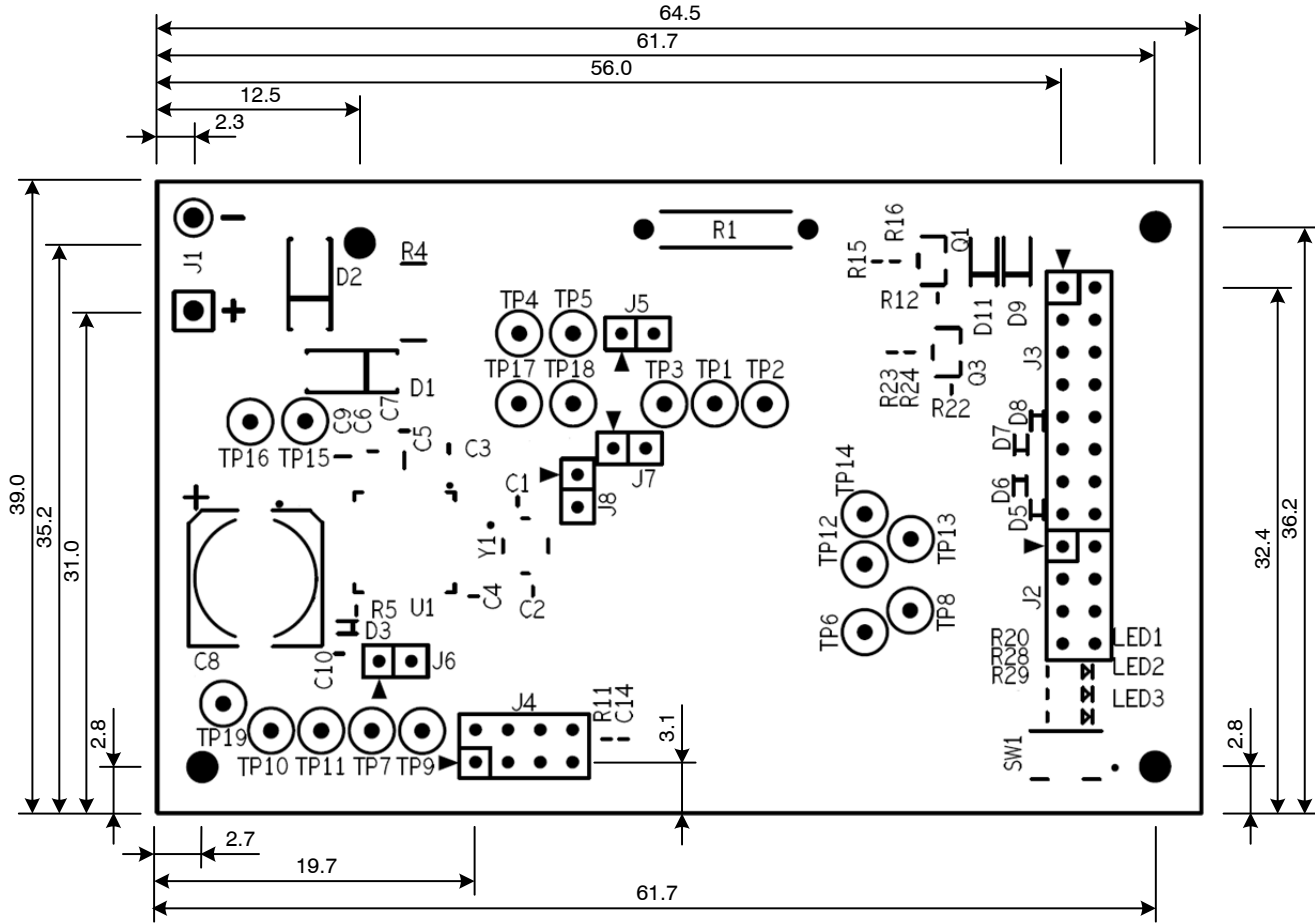 64.5
61.7
56.0
12.5
2.3
39.0
35.2
31.0
2.8
J1
−
+
D2
R4
R1
R15
R16
Q1
R12
D11
D9
J3
TP4
TP5
J5
TP17
TP18
TP3
TP1
TP2
R23
R24
Q3
R22
D1
C9
C6
C7
C5
C3
TP16
TP15
J7
J8
C1
D8
D7
D6
D5
TP14
TP12
TP13
+
Y1
C4
C2
U1
R5
D3
C8
C10
J6
TP6
TP8
J2
R20
R28
R29
LED1
LED2
LED3
SW1
TP19
TP10
TP11
TP7
TP9
J4
R11
C14
3.1
2.8
32.4
36.2
2.7
19.7
61.7